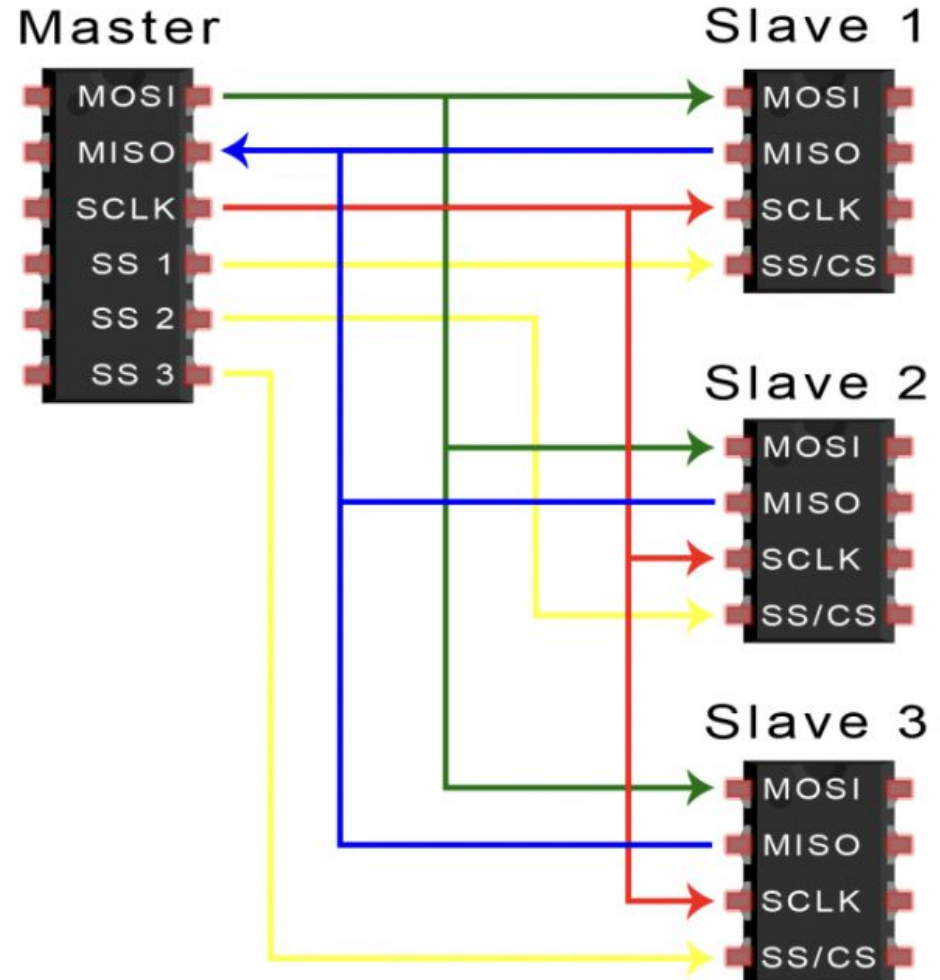 Master
MOSI
MISO
SCLK
SS 1
SS 2
SS 3
Slave 1
MOSI
MISO
SCLK
SS/CS
Slave 2
MOSI
MISO
SCLK
SS/CS
Slave 3
MOSI
MISO
SCLK
SS/CS